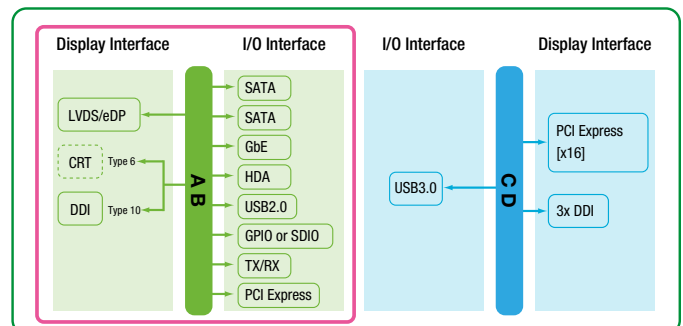 Display Interface
I/O Interface
I/O Interface
Display Interface
LVDS/eDP
CRT
Type 6
DDI
Type 10
A B
SATA
SATA
GbE
HDA
USB2.0
GPIO or SDIO
TX/RX
PCI Express
USB3.0
C D
PCI Express
[x16]
3x DDI